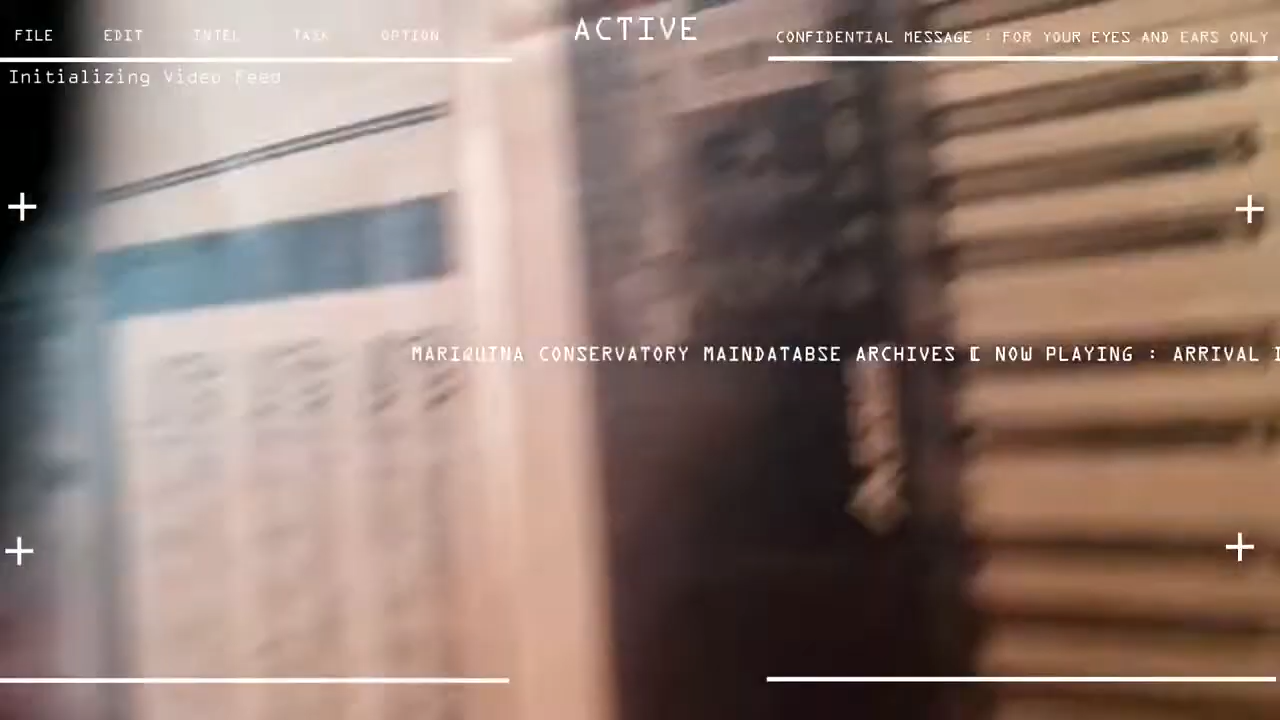 FILE EDIT INTEL TASK OPTION
ACTIVE
CONFIDENTIAL MESSAGE : FOR YOUR EYES AND EARS ONLY
Initializing Video Feed
MARIQUINA CONSERVATORY MAINDATABSE ARCHIVES [ NOW PLAYING : ARRIVAL